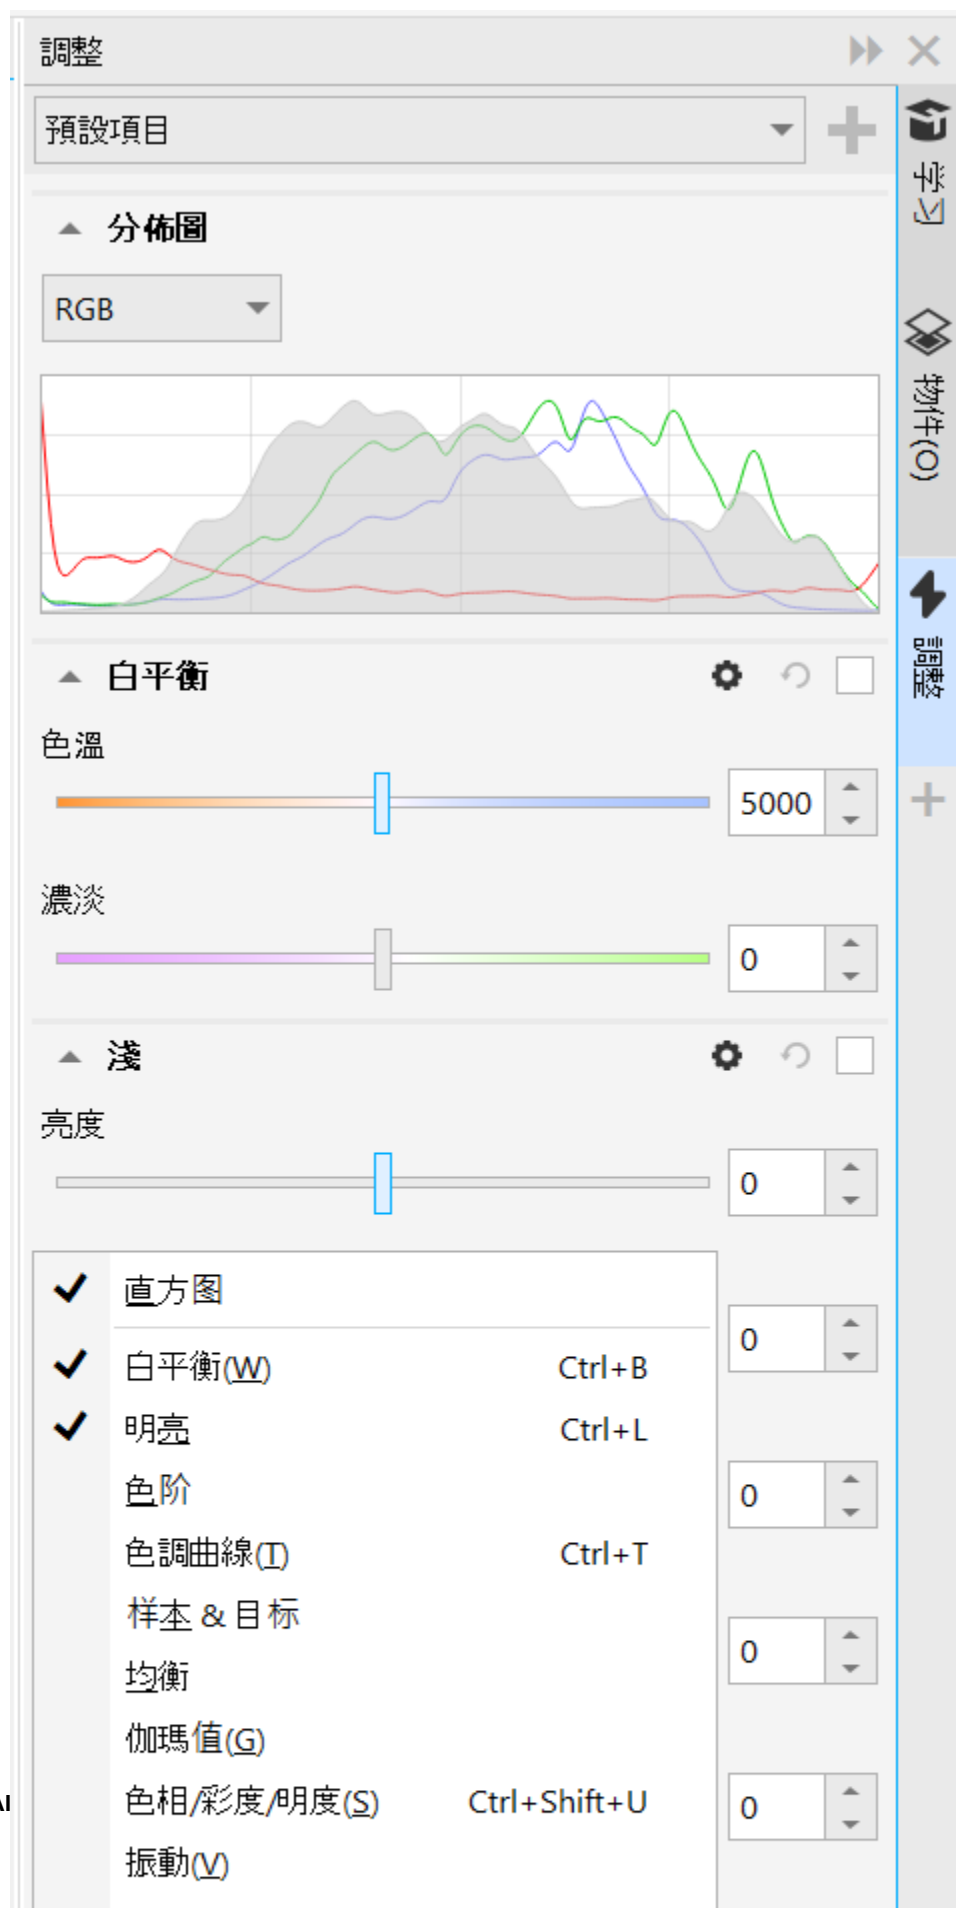 調整
預設項目
分佈圖
RGB
白平衡
色溫
5000
濃淡
0
淺
亮度
0
直方图
0
白平衡(W) Ctrl+B
明亮 Ctrl+L
色阶
0
色調曲線(T) Ctrl+T
样本 & 目标
均衡
0
伽瑪值(G)
色相/彩度/明度(S) Ctrl+Shift+U
0
振動(V)
学习
物件(O)
調整